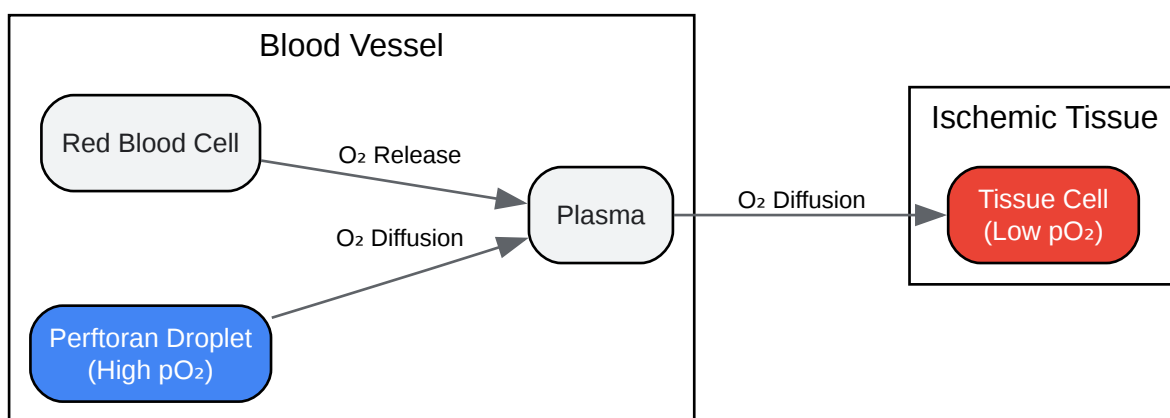 Blood Vessel
Red Blood Cell
O₂ Release
Plasma
O₂ Diffusion
Perftoran Droplet
(High pO₂)
O₂ Diffusion
Ischemic Tissue
Tissue Cell
(Low pO₂)